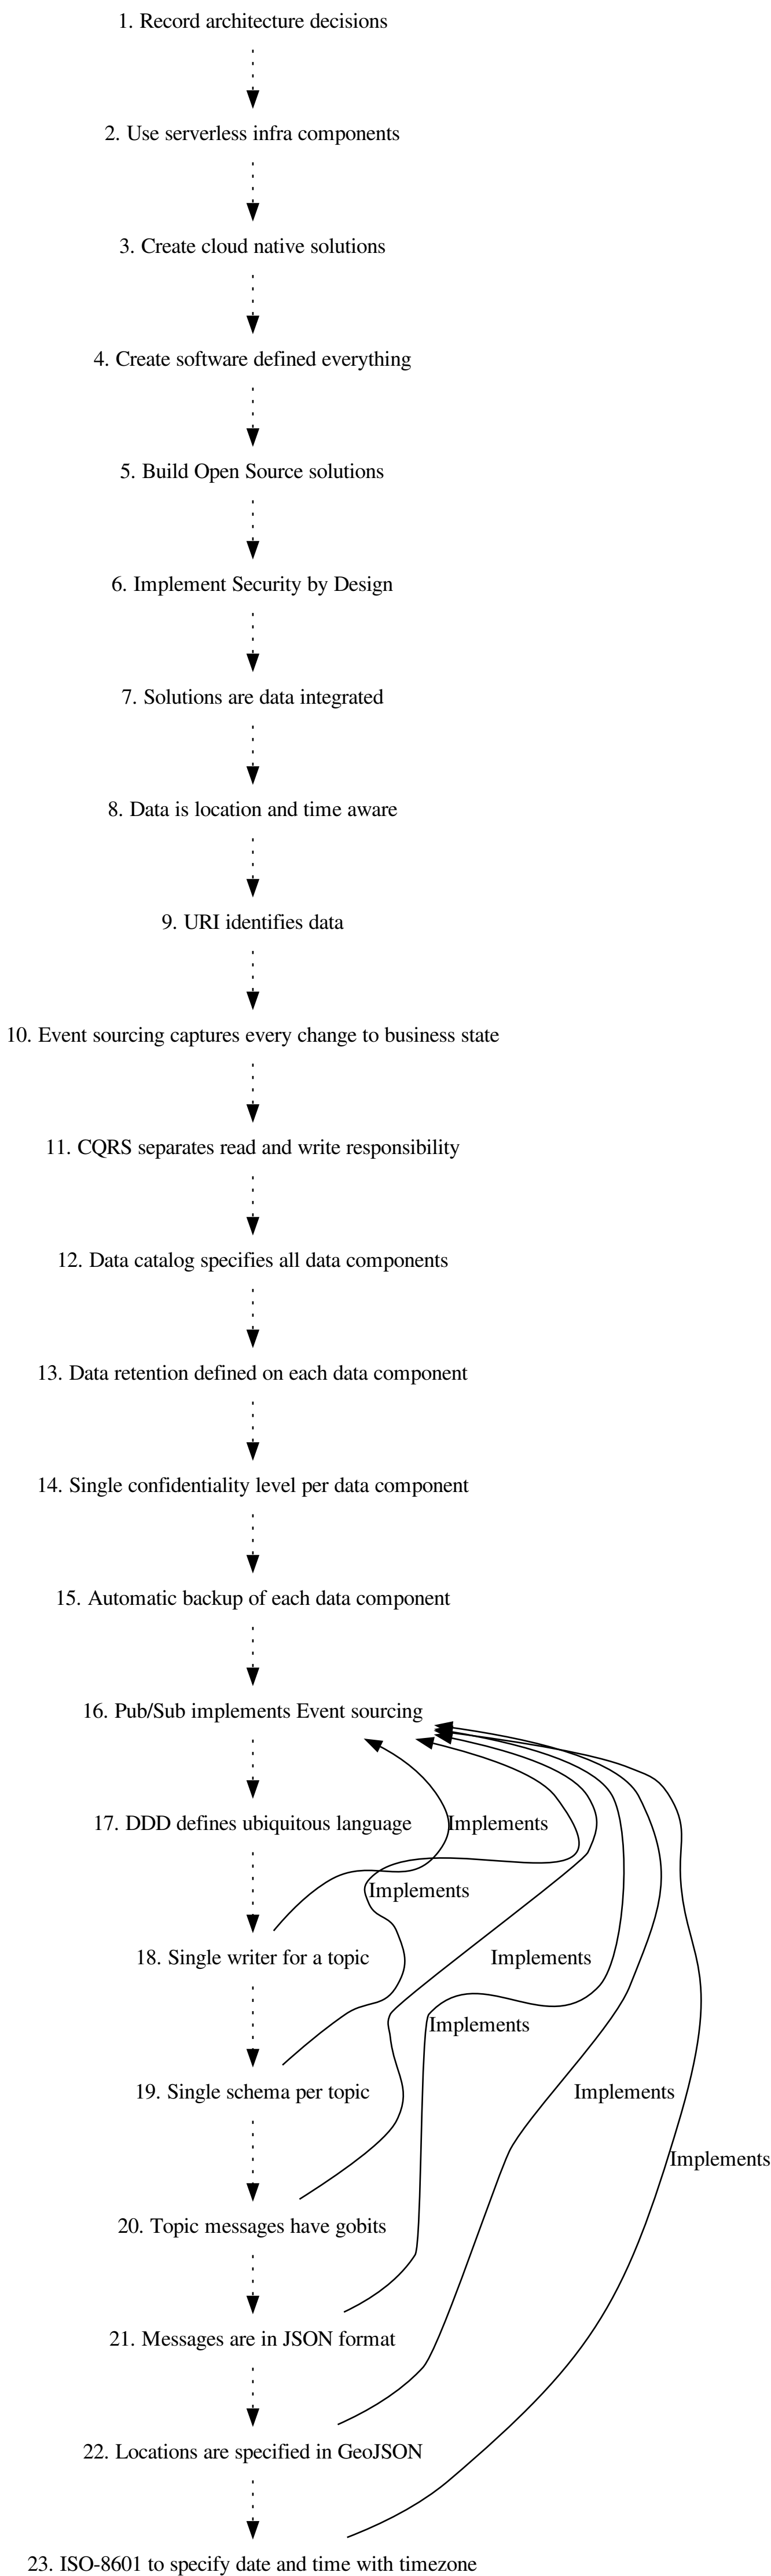 1. Record architecture decisions
2. Use serverless infra components
3. Create cloud native solutions
4. Create software defined everything
5. Build Open Source solutions
6. Implement Security by Design
7. Solutions are data integrated
8. Data is location and time aware
9. URI identifies data
10. Event sourcing captures every change to business state
11. CQRS separates read and write responsibility
12. Data catalog specifies all data components
13. Data retention defined on each data component
14. Single confidentiality level per data component
15. Automatic backup of each data component
16. Pub/Sub implements Event sourcing
17. DDD defines ubiquitous language
Implements
Implements
18. Single writer for a topic
Implements
Implements
19. Single schema per topic
Implements
Implements
20. Topic messages have gobits
21. Messages are in JSON format
22. Locations are specified in GeoJSON
23. ISO-8601 to specify date and time with timezone